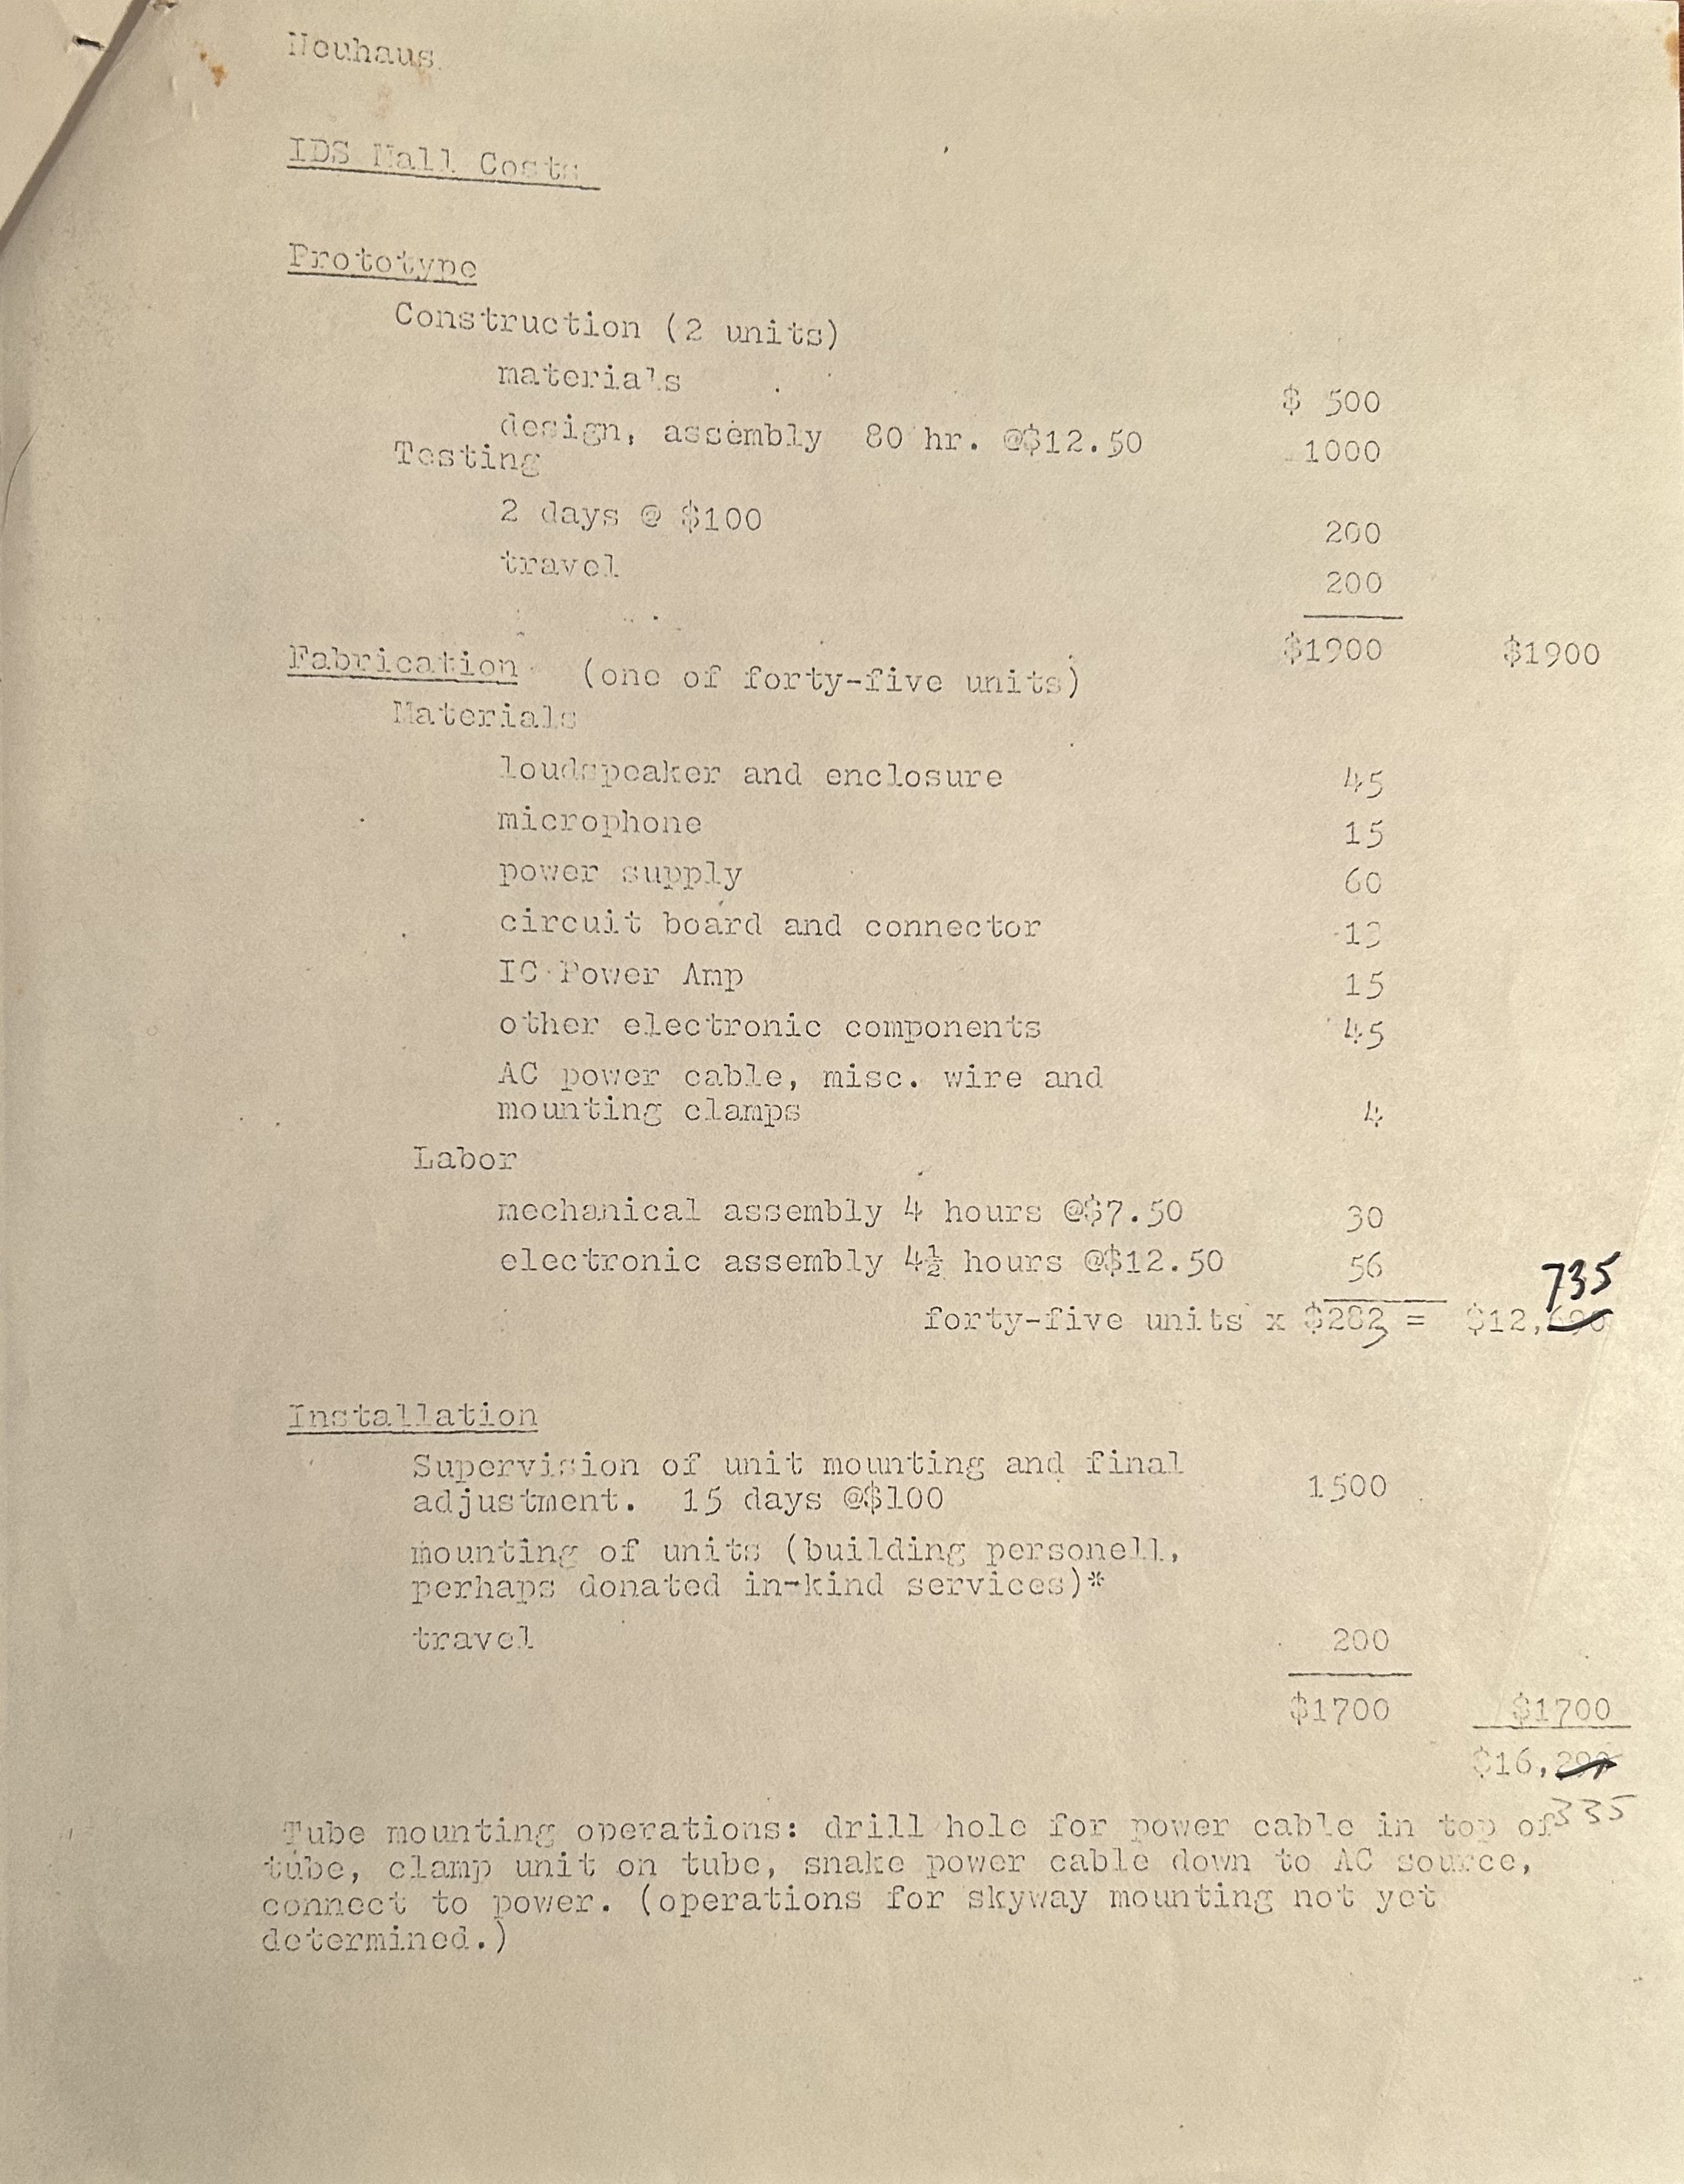 Neuhaus
IDS Mall Costs
Prototype
Construction (2 units)
materials $ 500
design, assembly 80 hr. @$12.50 1000
Testing
2 days @ $100 200
travel 200
$1900 $1900
Fabrication (one of forty-five units)
Materials
loudspeaker and enclosure 45
microphone 15
power supply 60
circuit board and connector 13
IC Power Amp 15
other electronic components 45
AC power cable, misc. wire and
mounting clamps 4
Labor
mechanical assembly 4 hours @$7.50 30
electronic assembly 4½ hours @$12.50 56
735
forty-five units x $283 = $12,690
Installation
Supervision of unit mounting and final
adjustment. 15 days @$100 1500
mounting of units (building personell,
perhaps donated in-kind services)*
travel 200
$1700 $1700
$16,290
335
Tube mounting operations: drill hole for power cable in top of
tube, clamp unit on tube, snake power cable down to AC source,
connect to power. (operations for skyway mounting not yet
determined.)